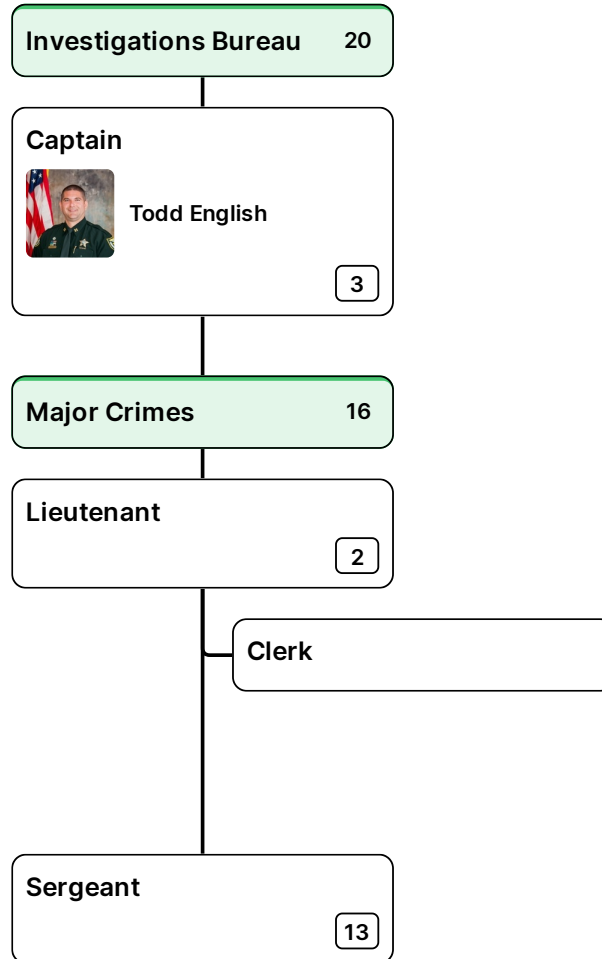 Investigations Bureau 20
Captain
Todd English
3
Major Crimes 16
Lieutenant
2
Clerk
Sergeant
13